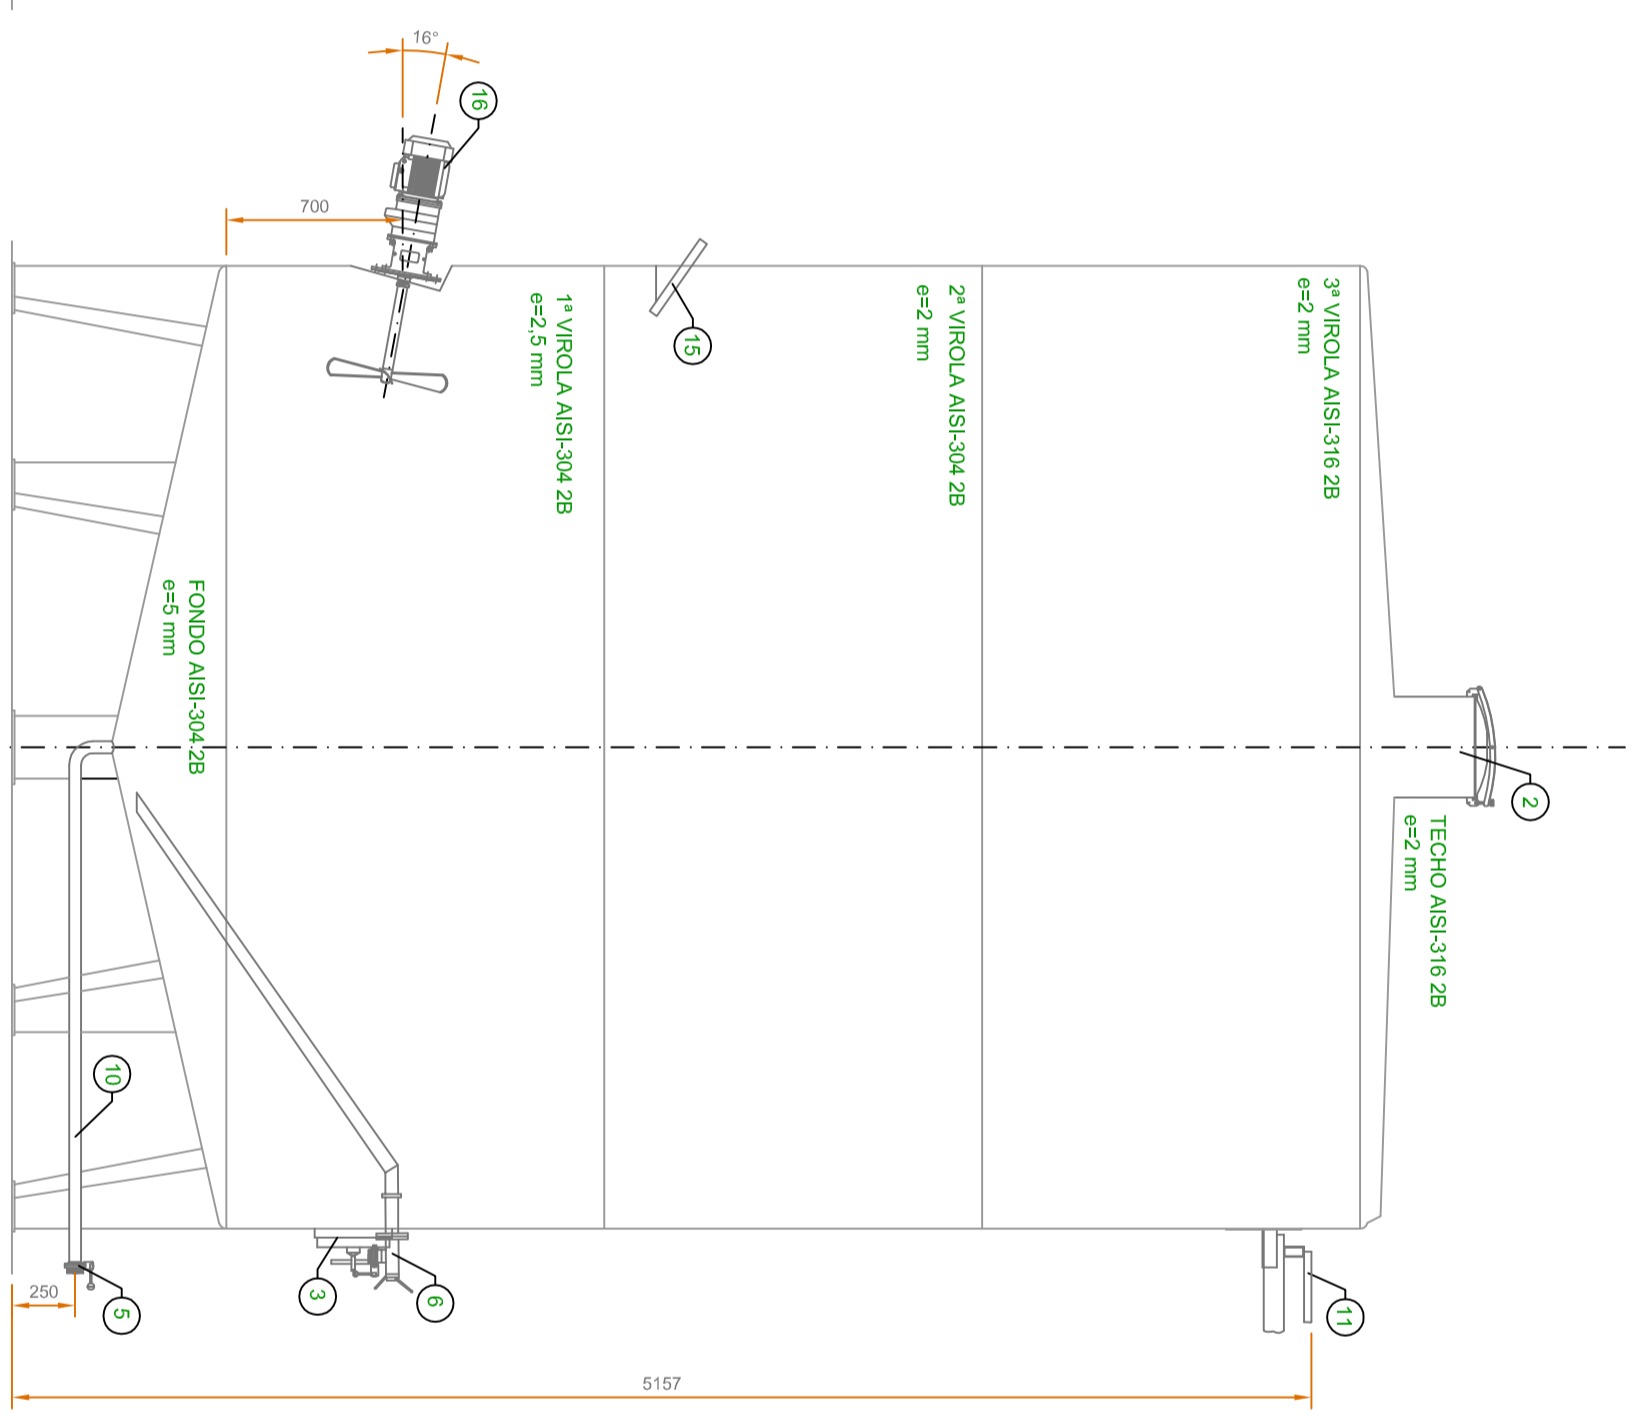 16°
16
700
15
1ª VIROLA AISI-304 2B
e=2,5 mm
2ª VIROLA AISI-304 2B
e=2 mm
3ª VIROLA AISI-316 2B
e=2 mm
FONDO AISI-304 2B
e=5 mm
2
TECHO AISI-316 2B
e=2 mm
10
5
3
6
11
250
5157